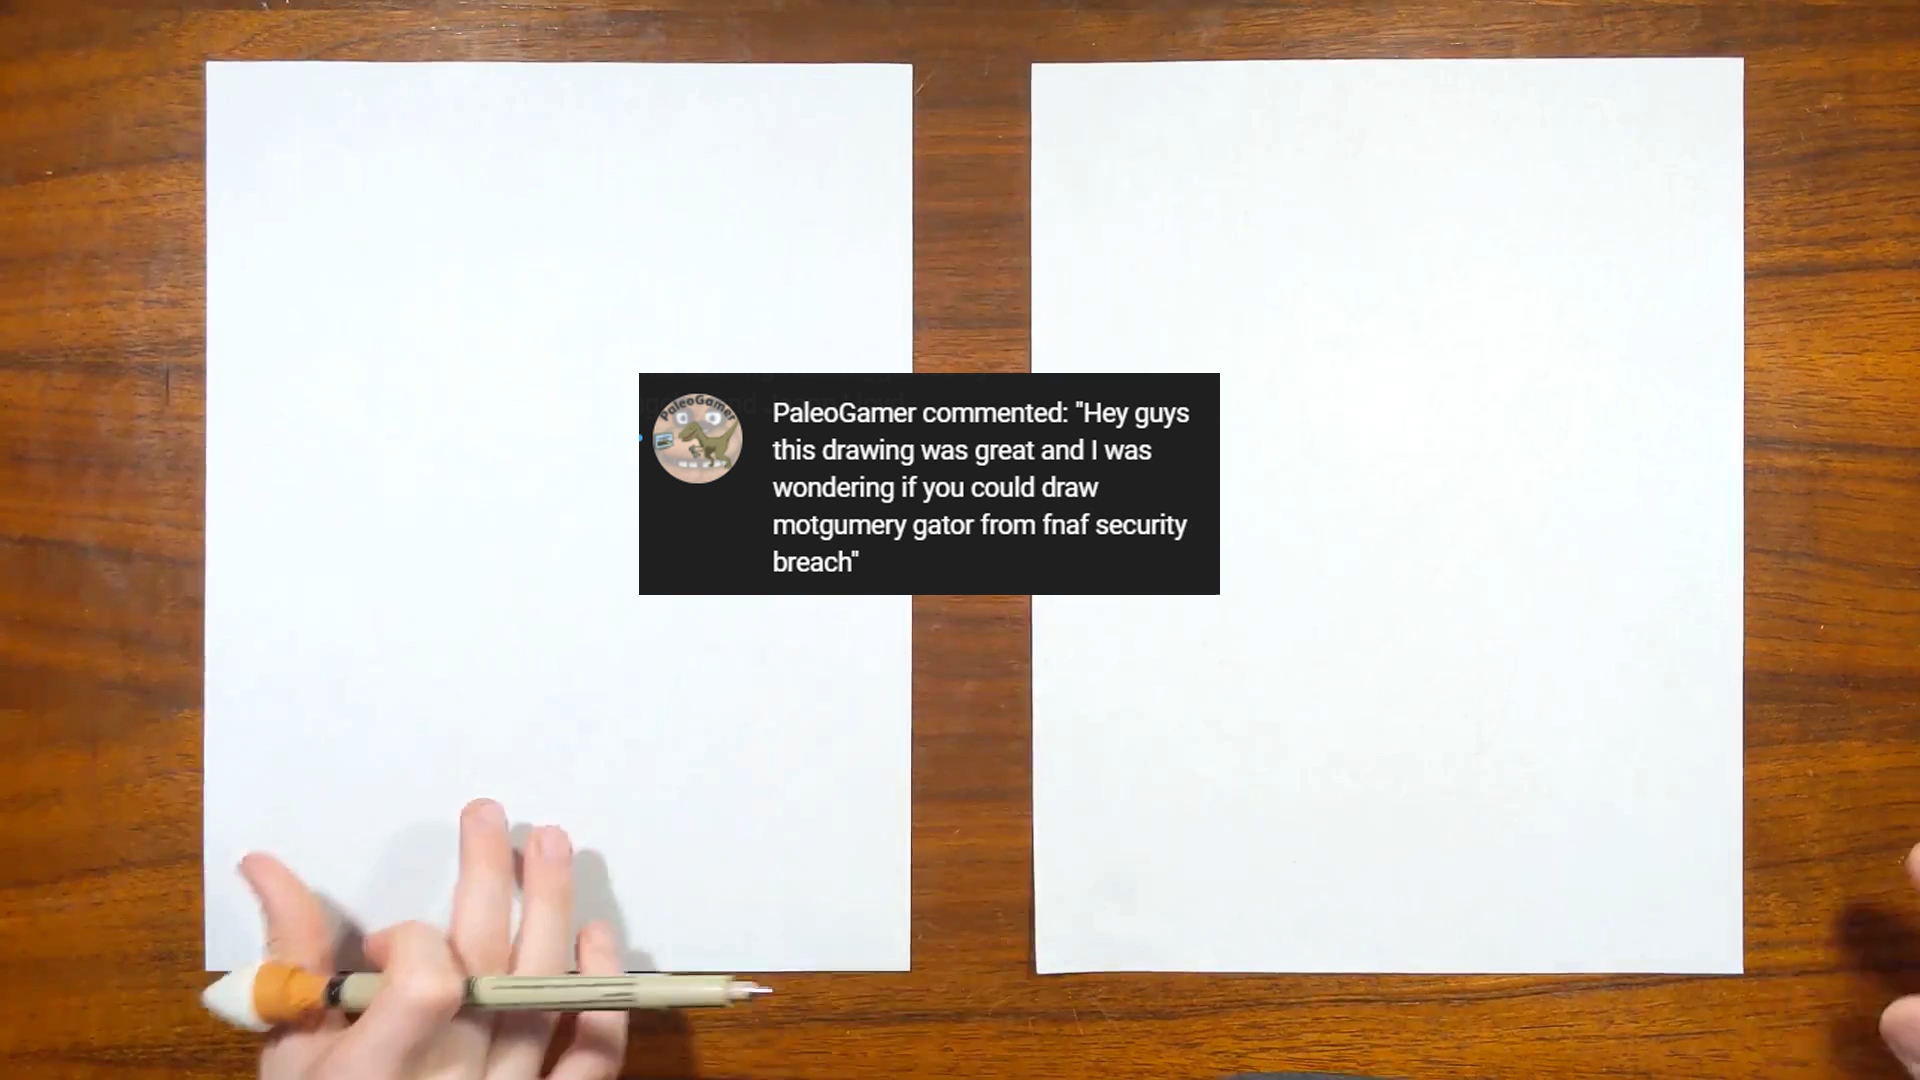 PaleoGamer
PaleoGamer commented: "Hey guys
this drawing was great and I was
wondering if you could draw
motgumery gator from fnaf security
breach"